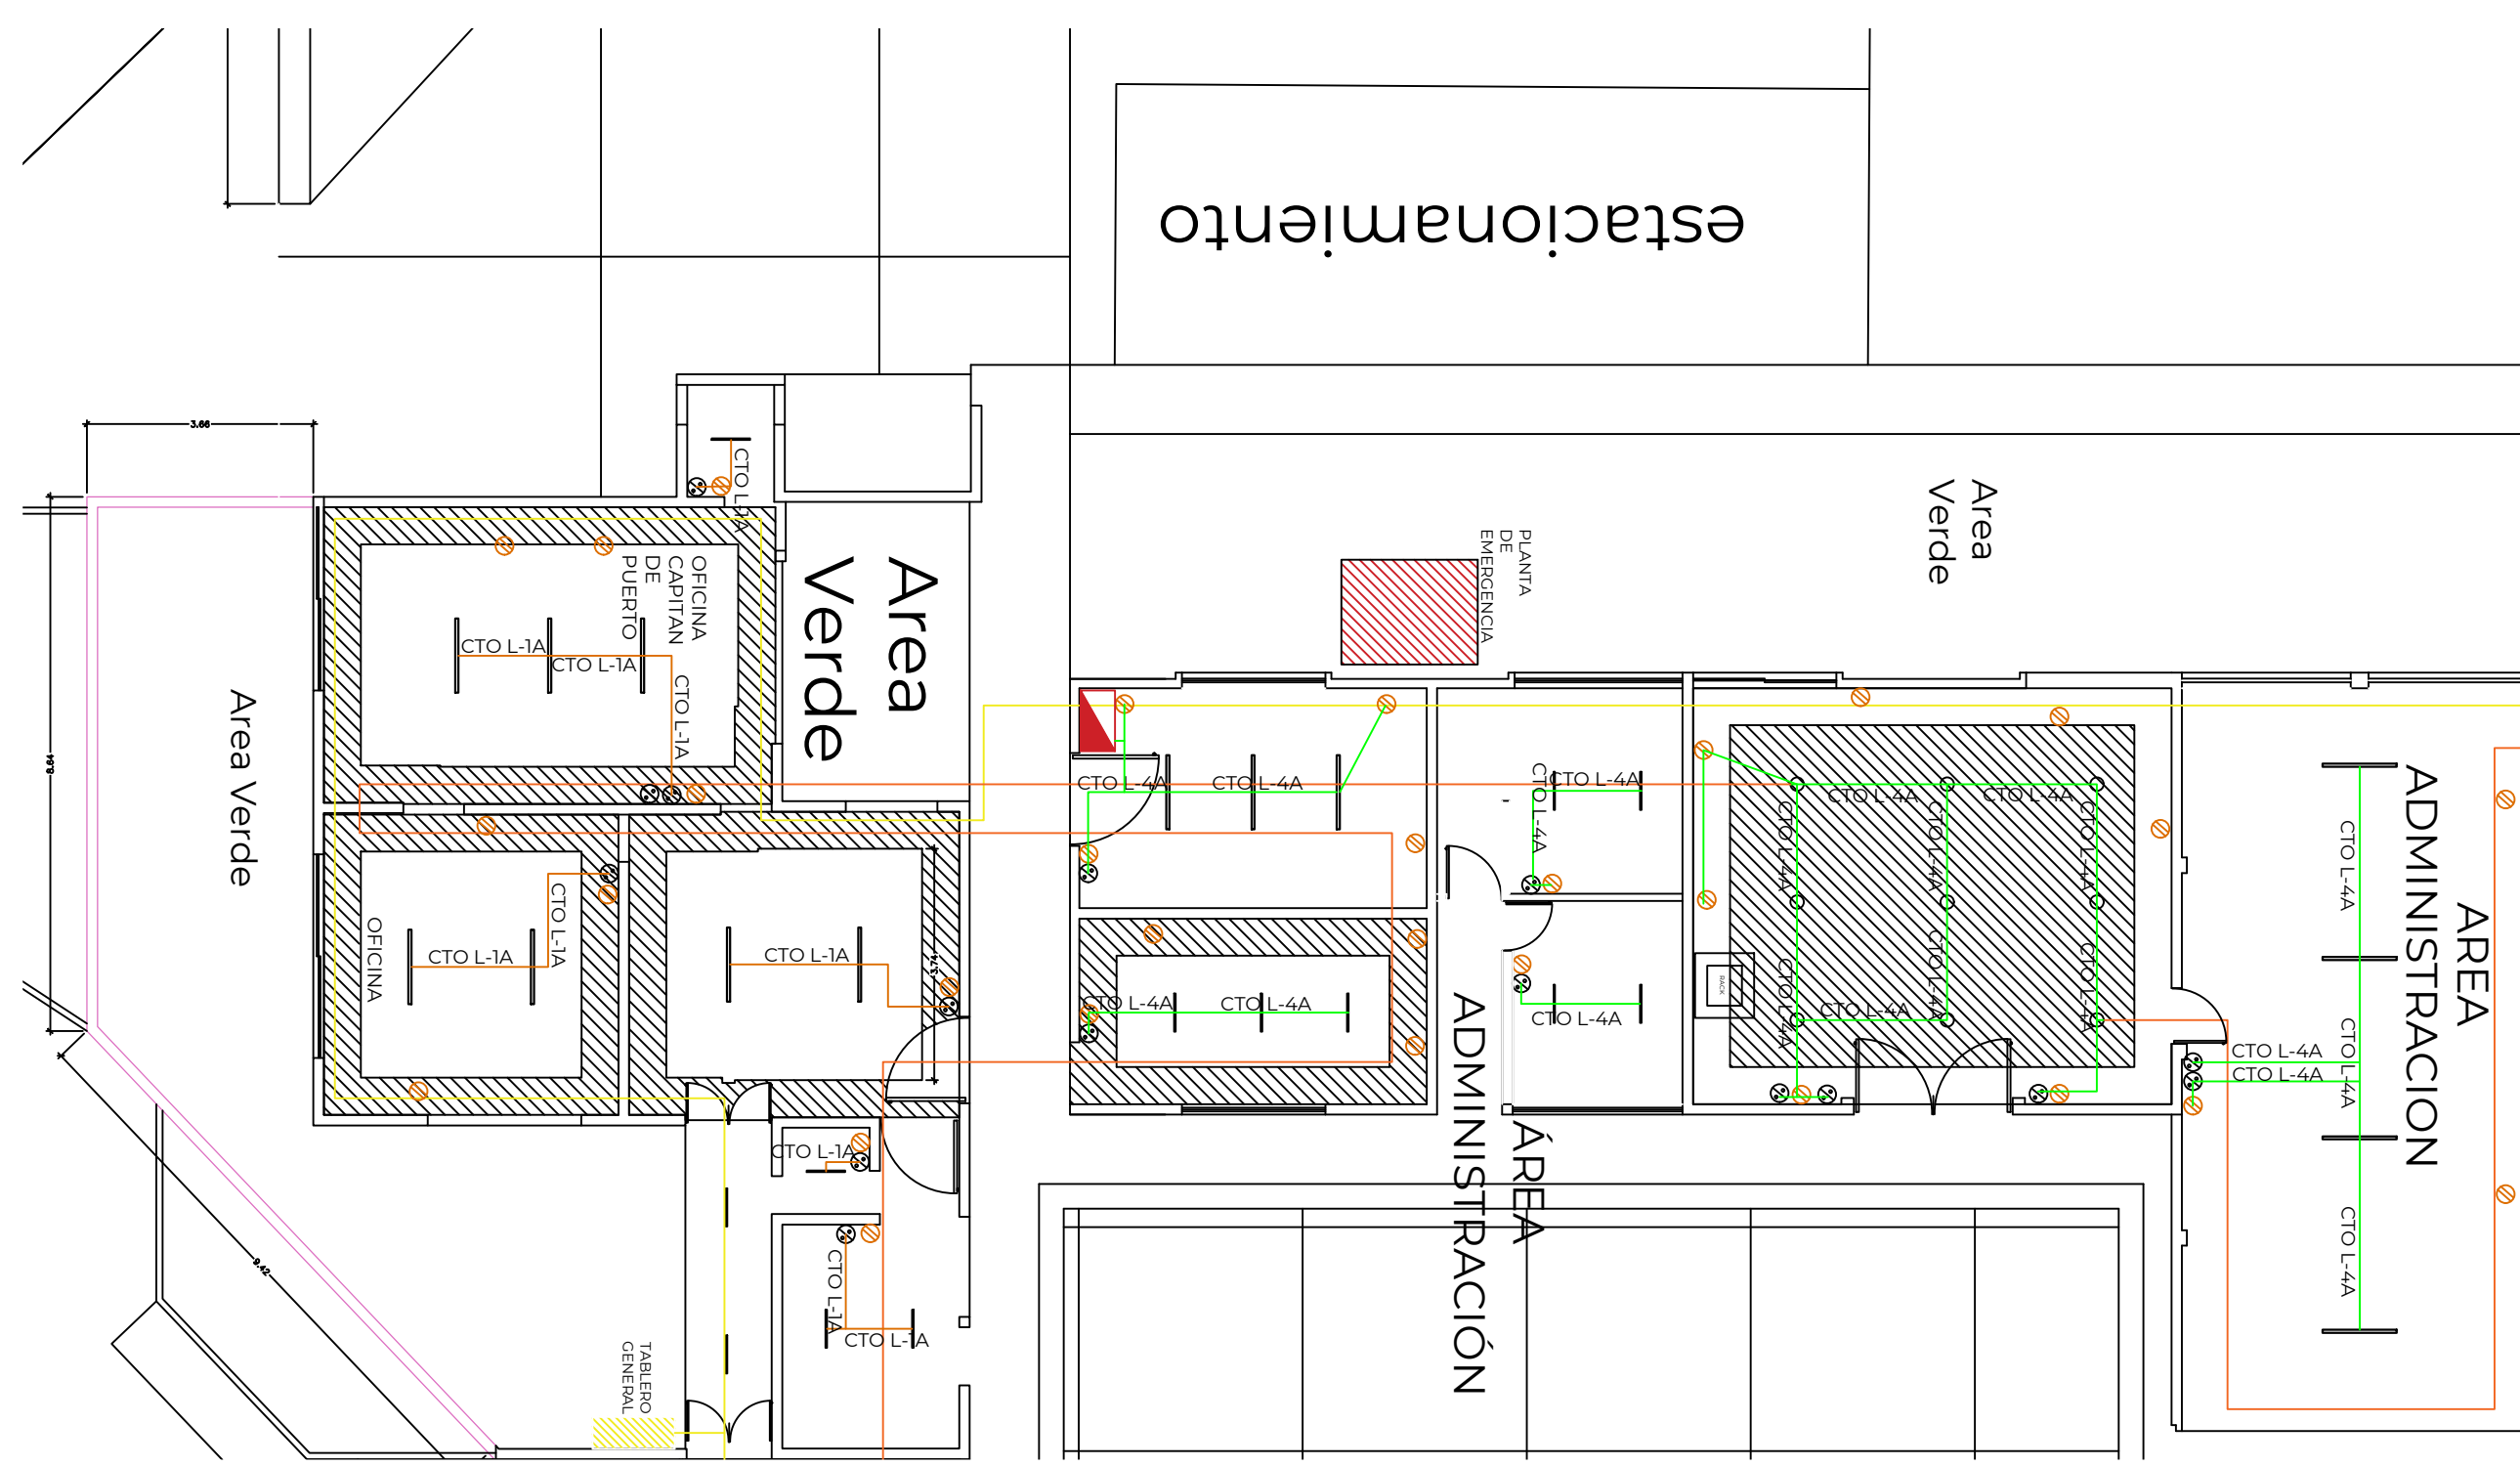 estacionamiento
3.66
CTO L-1A
Area
Verde
Area
Verde
PLANTA
DE
EMERGENCIA
OFICINA
CAPITAN
DE
PUERTO
CTO L-1A
CTO L-1A
CTO L-1A
Area Verde
8.64
CTO L-4A
CTO L-4A
CTO L-4A
CTO L-4A
CTO L-4A
CTO L-4A
CTO L-4A
CTO L-4A
CTO L-4A
CTO L-4A
CTO L-4A
CTO L-4A
CTO L-4A
RACK
AREA
ADMINISTRACION
CTO L-4A
CTO L-4A
CTO L-4A
CTO L-4A
CTO L-4A
OFICINA
CTO L-1A
CTO L-1A
CTO L-1A
3.74
CTO L-4A
CTO L-4A
CTO L-4A
ÁREA
ADMINISTRACIÓN
CTO L-1A
CTO L-1A
CTO L-1A
9.42
TABLERO
GENERAL